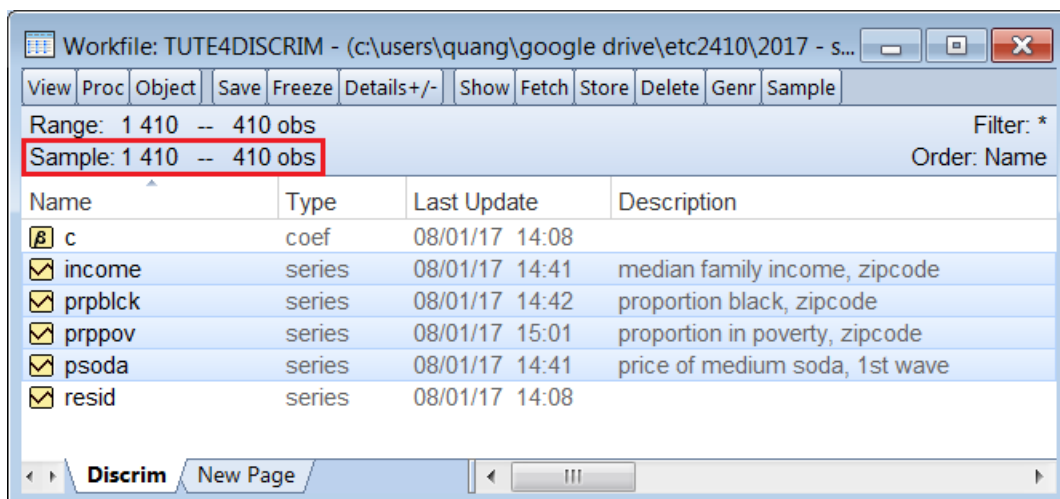 Workfile: TUTE4DISCRIM - (c:\users\quang\google drive\etc2410\2017 - s...
View Proc Object Save Freeze Details+/- Show Fetch Store Delete Genr Sample
Range: 1 410 -- 410 obs Filter: *
Sample: 1 410 -- 410 obs Order: Name
Name Type Last Update Description
β c coef 08/01/17 14:08
income series 08/01/17 14:41 median family income, zipcode
prpblck series 08/01/17 14:42 proportion black, zipcode
prppov series 08/01/17 15:01 proportion in poverty, zipcode
psoda series 08/01/17 14:41 price of medium soda, 1st wave
resid series 08/01/17 14:08
Discrim New Page